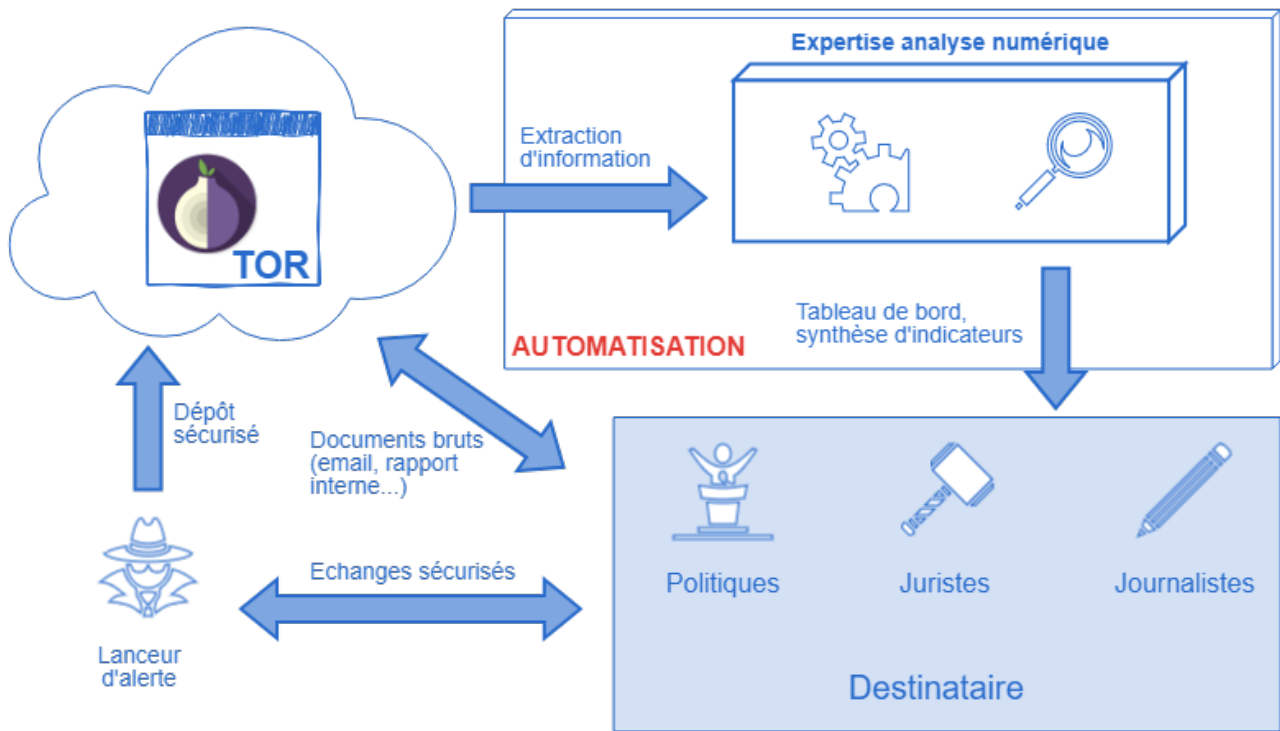 Expertise analyse numérique
TOR
Extraction
d'information
AUTOMATISATION
Tableau de bord,
synthèse d'indicateurs
Dépôt
sécurisé
Documents bruts
(email, rapport
interne...)
Echanges sécurisés
Lanceur
d'alerte
Politiques
Juristes
Journalistes
Destinataire